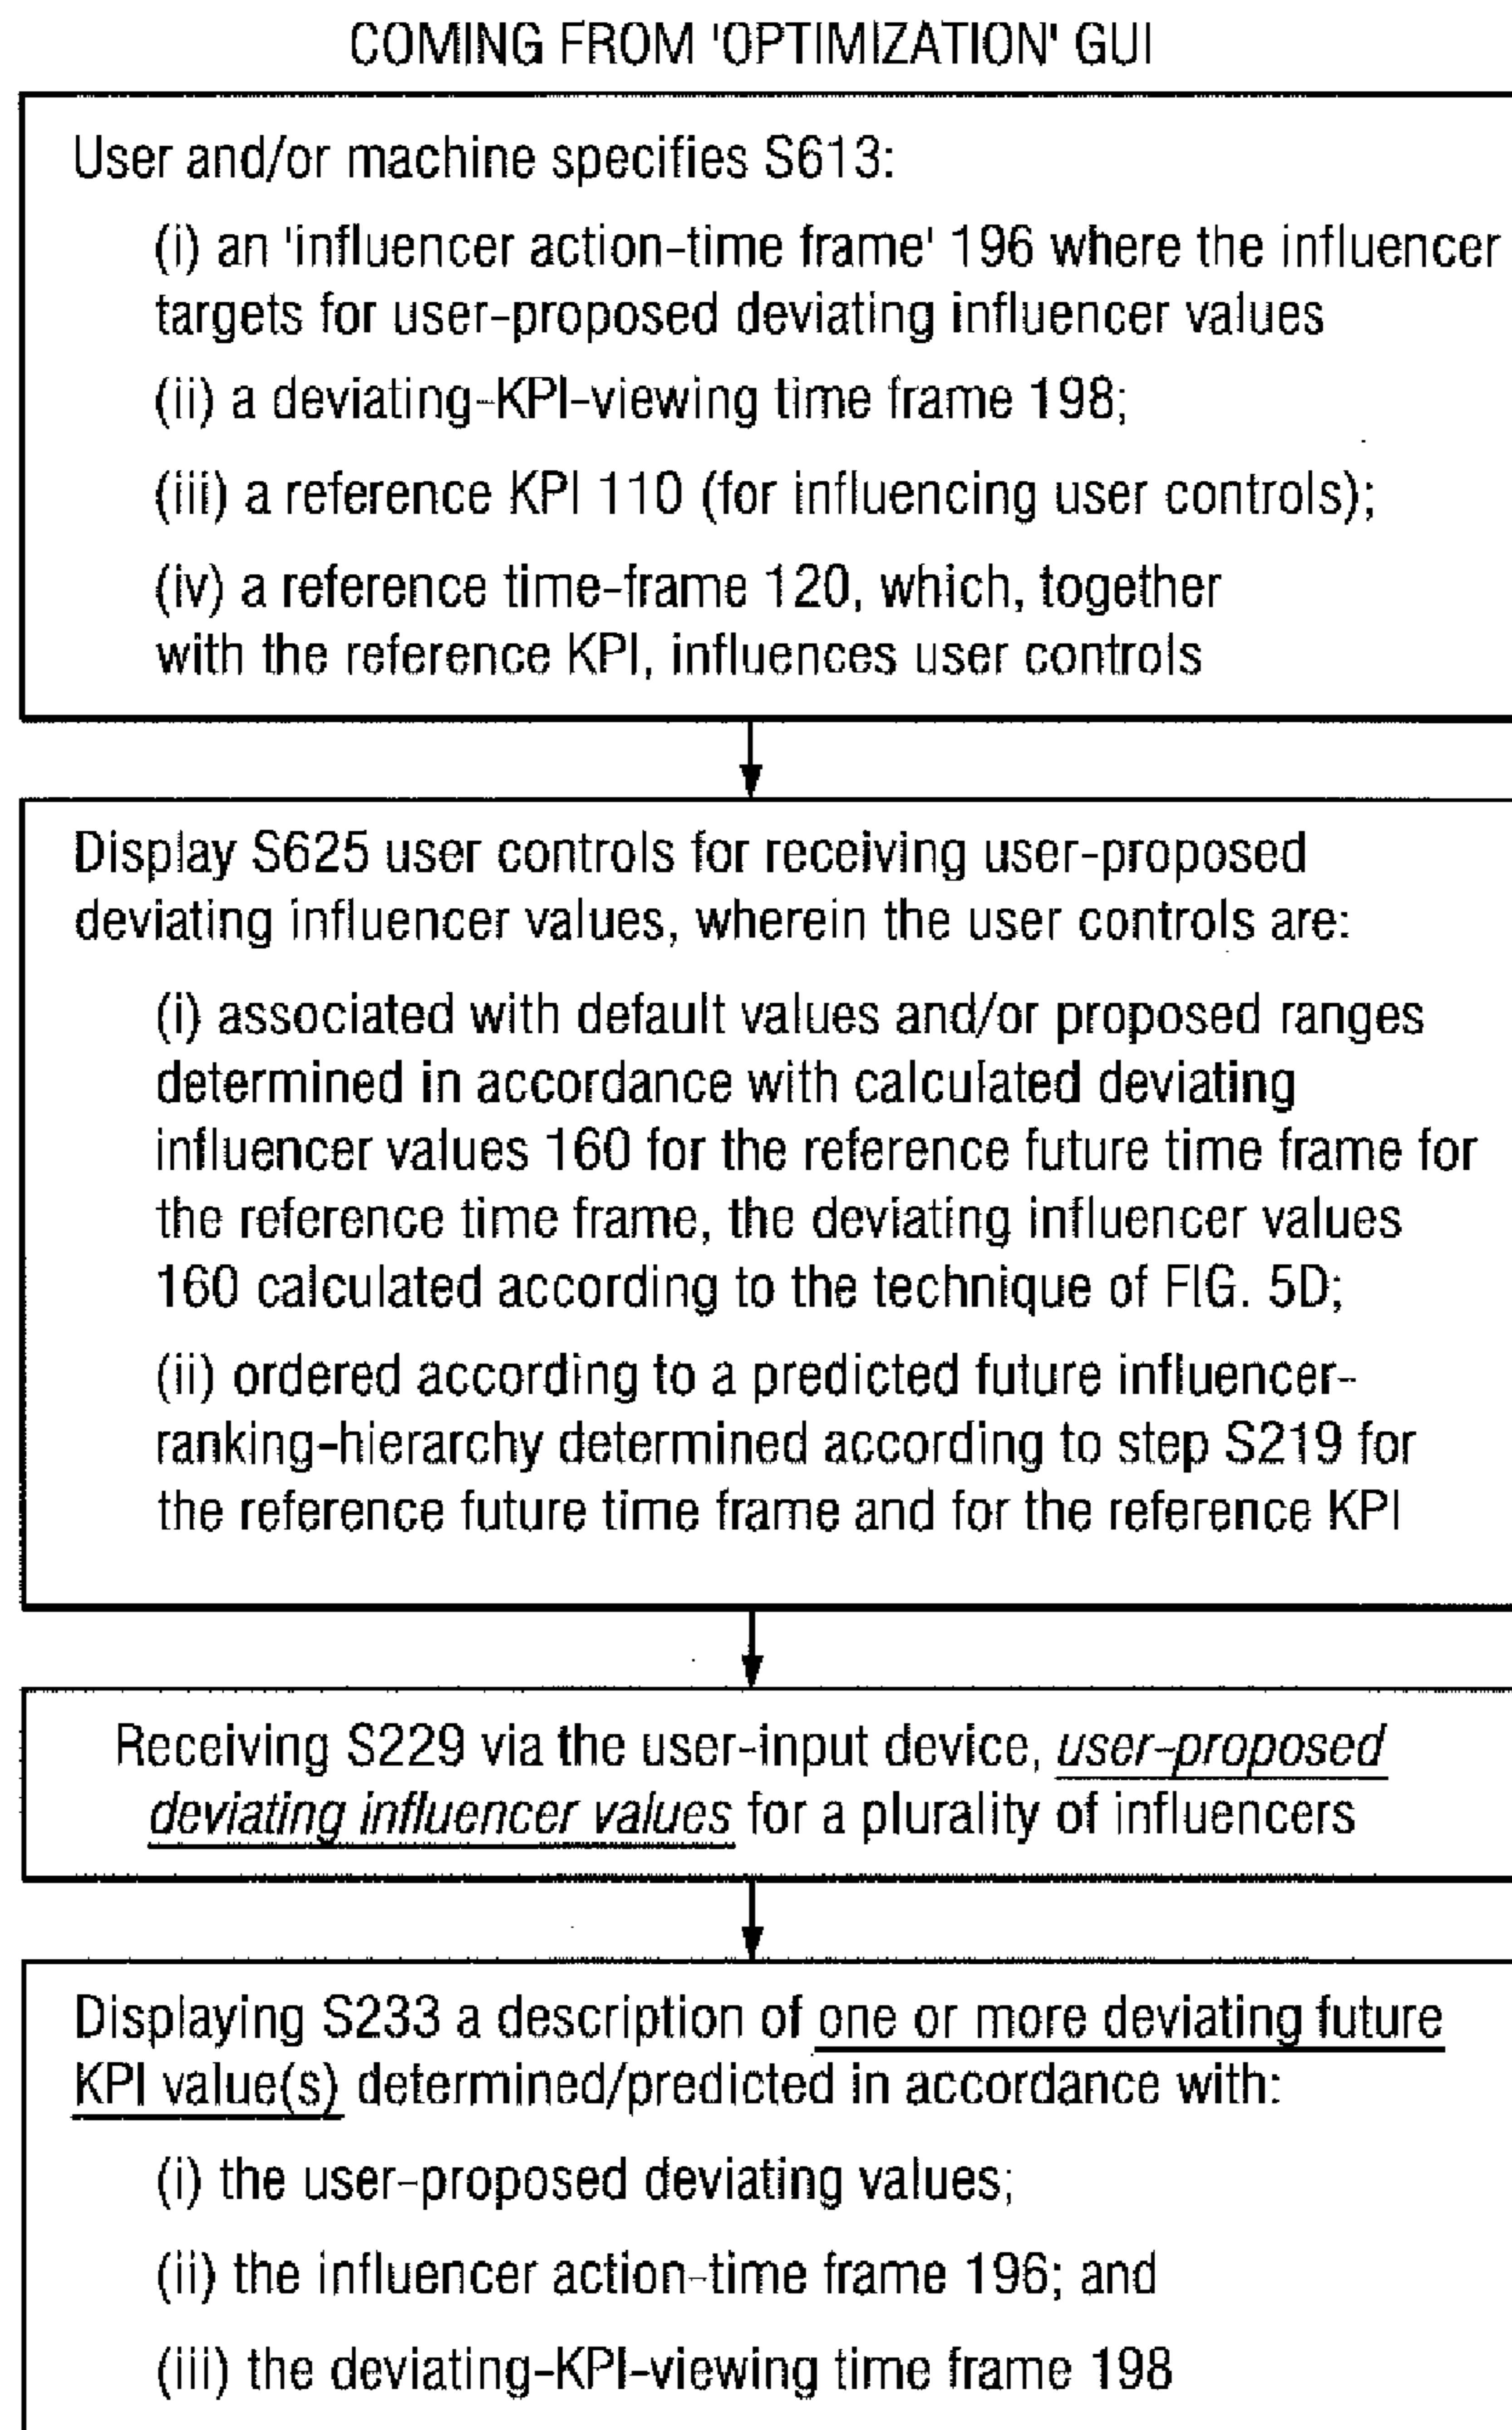 COMING FROM 'OPTIMIZATION' GUI
User and/or machine specifies S613:
(i) an 'influencer action-time frame' 196 where the influencer
targets for user-proposed deviating influencer values
(ii) a deviating-KPI-viewing time frame 198;
(iii) a reference KPI 110 (for influencing user controls);
(iv) a reference time-frame 120, which, together
with the reference KPI, influences user controls
Display S625 user controls for receiving user-proposed
deviating influencer values, wherein the user controls are:
(i) associated with default values and/or proposed ranges
determined in accordance with calculated deviating
influencer values 160 for the reference future time frame for
the reference time frame, the deviating influencer values
160 calculated according to the technique of FIG. 5D;
(ii) ordered according to a predicted future influencer-
ranking-hierarchy determined according to step S219 for
the reference future time frame and for the reference KPI
Receiving S229 via the user-input device, user-proposed
deviating influencer values for a plurality of influencers
Displaying S233 a description of one or more deviating future
KPI value(s) determined/predicted in accordance with:
(i) the user-proposed deviating values;
(ii) the influencer action-time frame 196; and
(iii) the deviating-KPI-viewing time frame 198